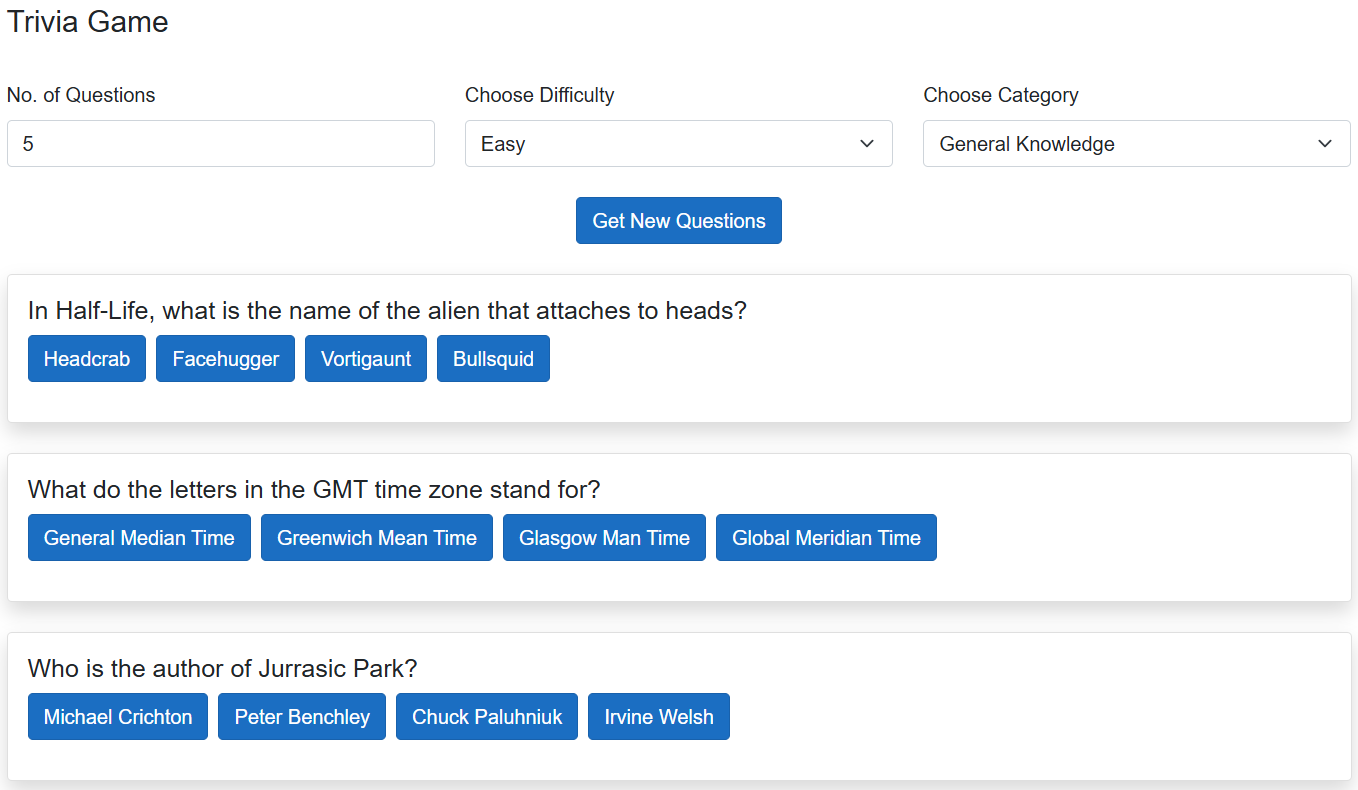 Trivia Game
No. of Questions Choose Difficulty Choose Category
5 Easy General Knowledge
Get New Questions
In Half-Life, what is the name of the alien that attaches to heads?
Headcrab Facehugger Vortigaunt Bullsquid
What do the letters in the GMT time zone stand for?
General Median Time Greenwich Mean Time Glasgow Man Time Global Meridian Time
Who is the author of Jurrasic Park?
Michael Crichton Peter Benchley Chuck Paluhniuk Irvine Welsh